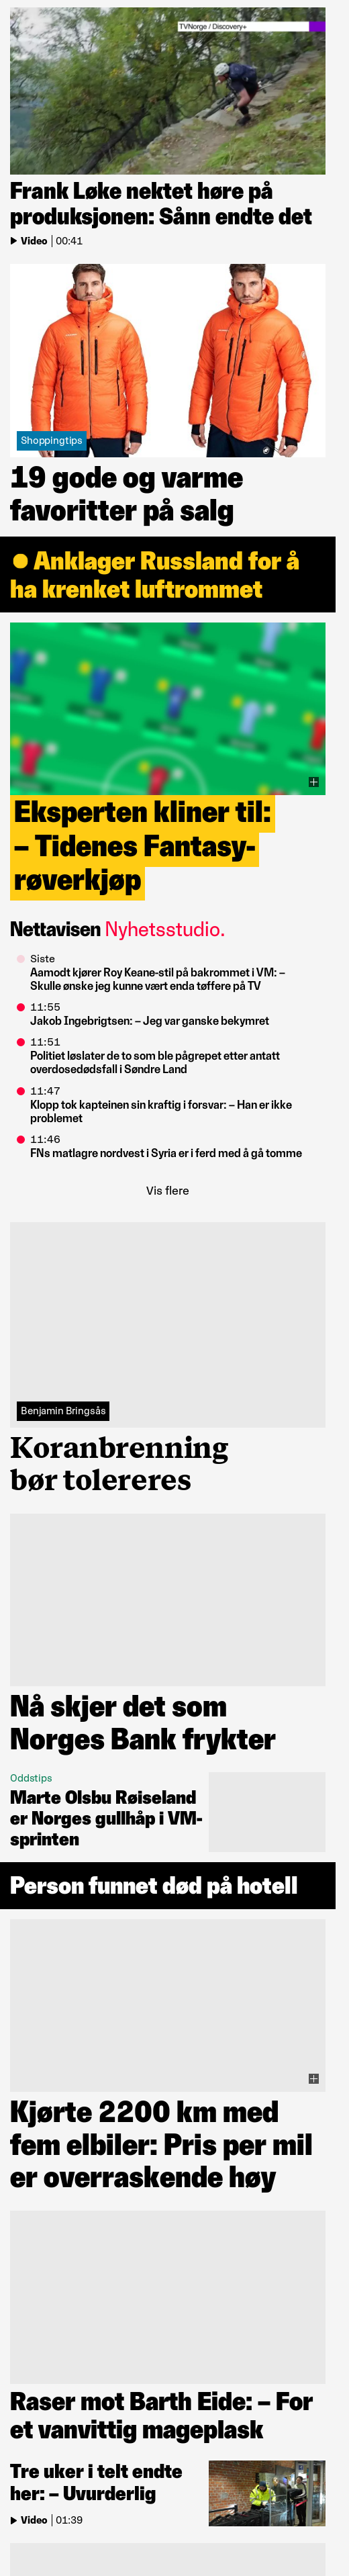 TVNorge / Discovery+
Frank Løke nektet høre på
produksjonen: Sånn endte det
Video | 00:41
Shoppingtips
19 gode og varme
favoritter på salg
Anklager Russland for å
ha krenket luftrommet
Eksperten kliner til:
– Tidenes Fantasy-
røverkjøp
Nettavisen Nyhetsstudio.
Siste
Aamodt kjører Roy Keane-stil på bakrommet i VM: –
Skulle ønske jeg kunne vært enda tøffere på TV
11:55
Jakob Ingebrigtsen: – Jeg var ganske bekymret
11:51
Politiet løslater de to som ble pågrepet etter antatt
overdosedødsfall i Søndre Land
11:47
Klopp tok kapteinen sin kraftig i forsvar: – Han er ikke
problemet
11:46
FNs matlagre nordvest i Syria er i ferd med å gå tomme
Vis flere
Benjamin Bringsås
Koranbrenning
bør tolereres
Nå skjer det som
Norges Bank frykter
Oddstips
Marte Olsbu Røiseland
er Norges gullhåp i VM-
sprinten
Person funnet død på hotell
Kjørte 2200 km med
fem elbiler: Pris per mil
er overraskende høy
Raser mot Barth Eide: – For
et vanvittig mageplask
Tre uker i telt endte
her: – Uvurderlig
Video | 01:39